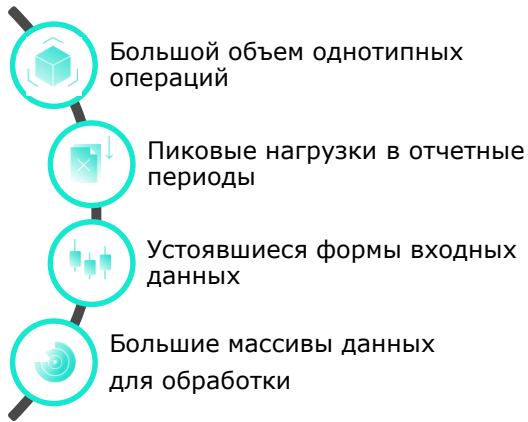 Большой объем однотипных
операций
Пиковые нагрузки в отчетные
периоды
Устоявшиеся формы входных
данных
Большие массивы данных
для обработки